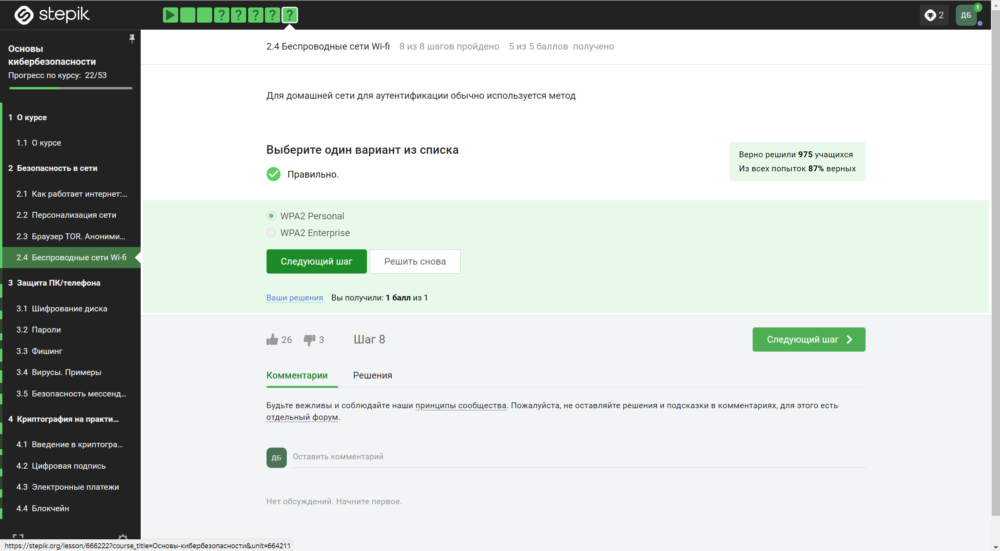 stepik
?
?
?
?
?
2
ДБ
1
Основы
кибербезопасности
Прогресс по курсу: 22/53
1 О курсе
1.1 О курсе
2 Безопасность в сети
2.1 Как работает интернет:...
2.2 Персонализация сети
2.3 Браузер TOR. Аноними...
2.4 Беспроводные сети Wi-fi
3 Защита ПК/телефона
3.1 Шифрование диска
3.2 Пароли
3.3 Фишинг
3.4 Вирусы. Примеры
3.5 Безопасность мессенд...
4 Криптография на практи...
4.1 Введение в криптогра...
4.2 Цифровая подпись
4.3 Электронные платежи
4.4 Блокчейн
2.4 Беспроводные сети Wi-fi 8 из 8 шагов пройдено 5 из 5 баллов получено
Для домашней сети для аутентификации обычно используется метод
Выберите один вариант из списка
Правильно.
Верно решили 975 учащихся
Из всех попыток 87% верных
WPA2 Personal
WPA2 Enterprise
Следующий шаг Решить снова
Ваши решения Вы получили: 1 балл из 1
26 3 Шаг 8 Следующий шаг
Комментарии Решения
Будьте вежливы и соблюдайте наши принципы сообщества. Пожалуйста, не оставляйте решения и подсказки в комментариях, для этого есть
отдельный форум.
ДБ Оставить комментарий
Нет обсуждений. Начните первое.
https://stepik.org/lesson/666222?course_title=Основы-кибербезопасности&unit=664211